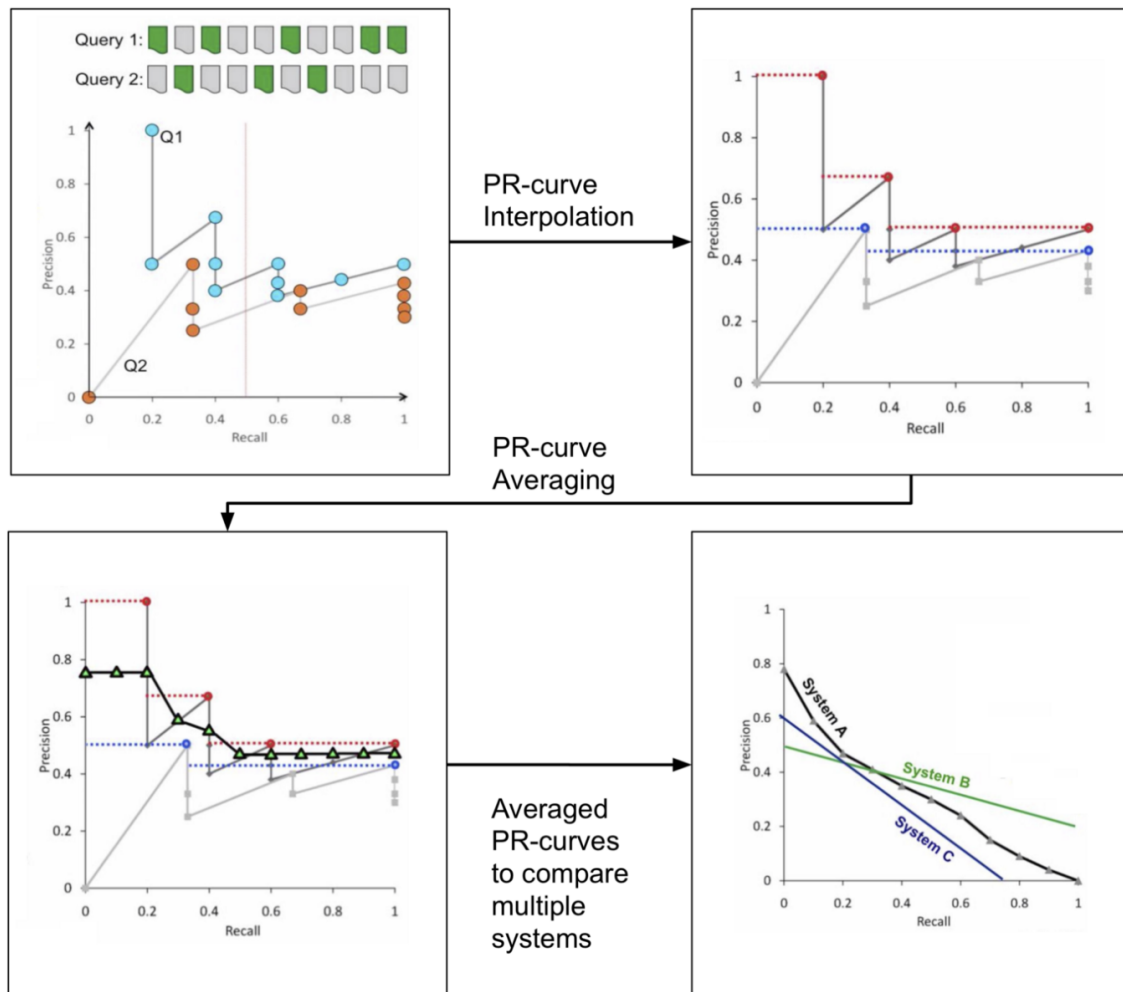 Query 1:
Query 2:
1
0.8
0.6
0.4
0.2
0
Precision
Q1
Q2
0 0.2 0.4 0.6 0.8 1
Recall
PR-curve
Interpolation
1
0.8
0.6
0.4
0.2
0
Precision
0 0.2 0.4 0.6 0.8 1
Recall
PR-curve
Averaging
1
0.8
0.6
0.4
0.2
0
Precision
0 0.2 0.4 0.6 0.8 1
Recall
Averaged
PR-curves
to compare
multiple
systems
1
0.8
0.6
0.4
0.2
0
Precision
System A
System B
System C
0 0.2 0.4 0.6 0.8 1
Recall